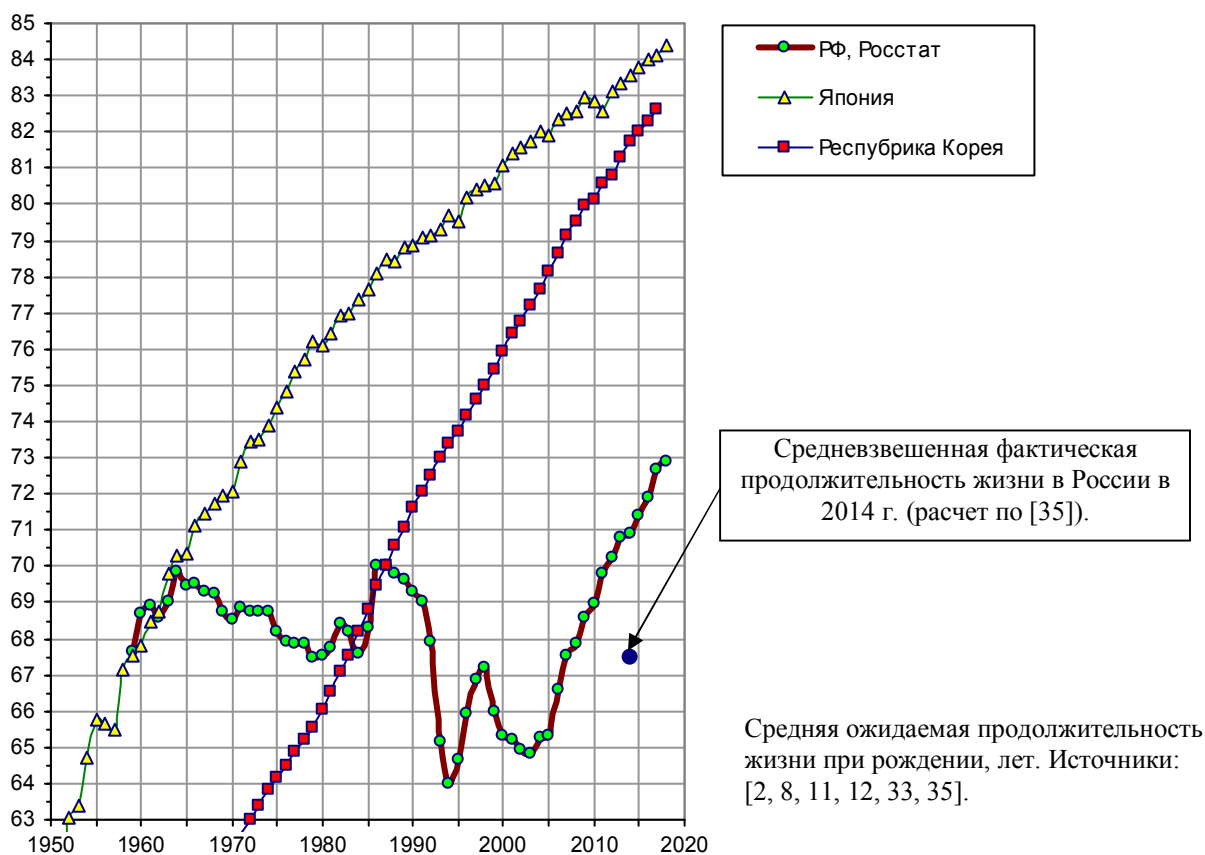 85
84
83
82
81
80
79
78
77
76
75
74
73
72
71
70
69
68
67
66
65
64
63
1950 1960 1970 1980 1990 2000 2010 2020
РФ, Росстат
Япония
Респубрика Корея
Средневзвешенная фактическая
продолжительность жизни в России в
2014 г. (расчет по [35]).
Средняя ожидаемая продолжительность
жизни при рождении, лет. Источники:
[2, 8, 11, 12, 33, 35].